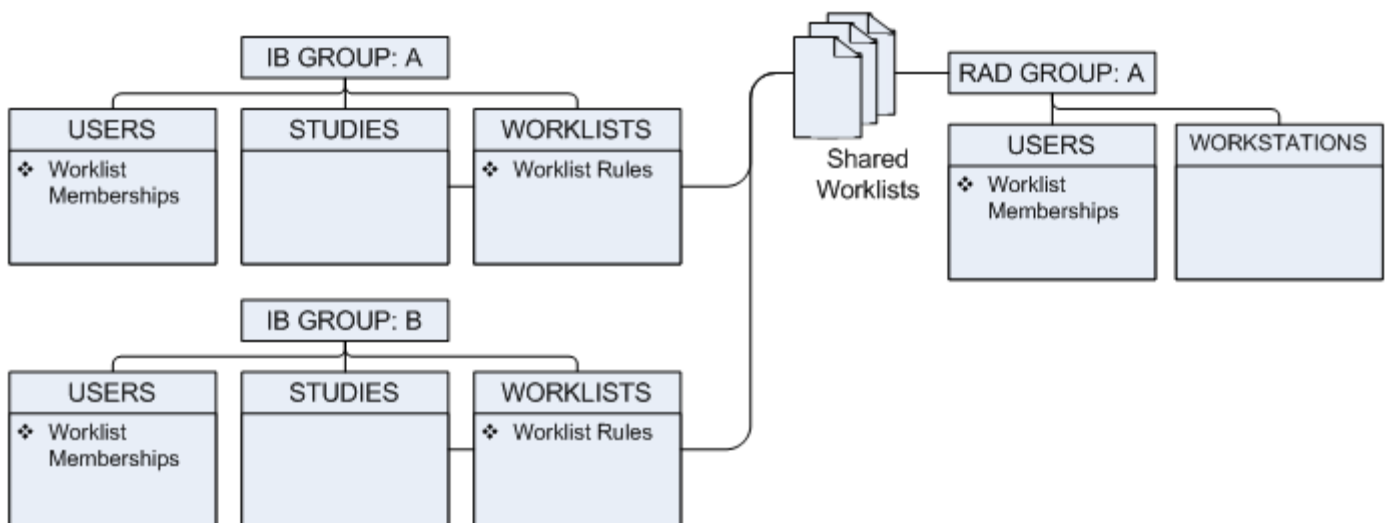 IB GROUP: A
USERS
❖ Worklist
Memberships
STUDIES
WORKLISTS
❖ Worklist Rules
Shared
Worklists
RAD GROUP: A
USERS
❖ Worklist
Memberships
WORKSTATIONS
IB GROUP: B
USERS
❖ Worklist
Memberships
STUDIES
WORKLISTS
❖ Worklist Rules